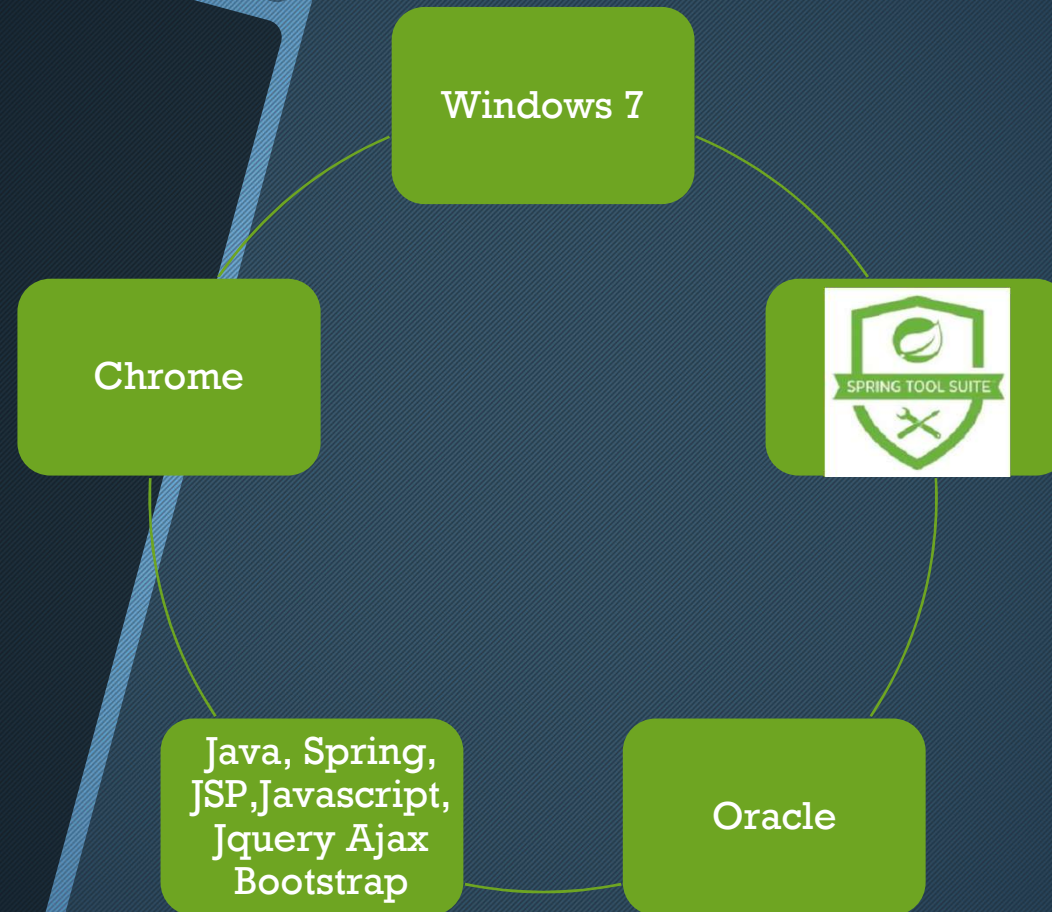 Windows 7
Chrome
SPRING TOOL SUITE
Java, Spring,
JSP,Javascript,
Jquery Ajax
Bootstrap
Oracle